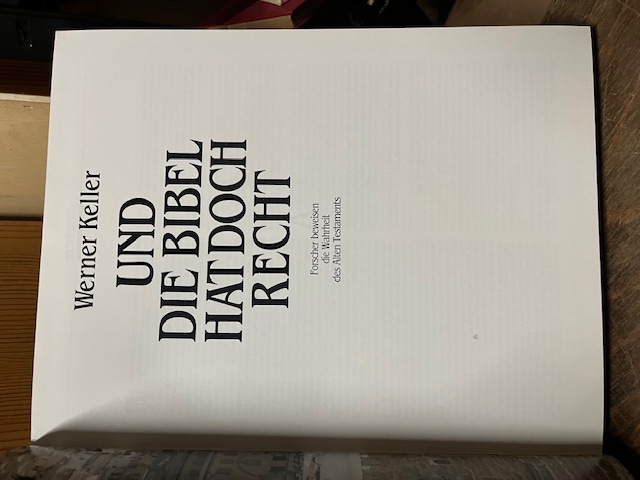 Werner Keller
UND
DIE BIBEL
HAT DOCH
RECHT
Forscher beweisen
die Wahrheit
des Alten Testaments